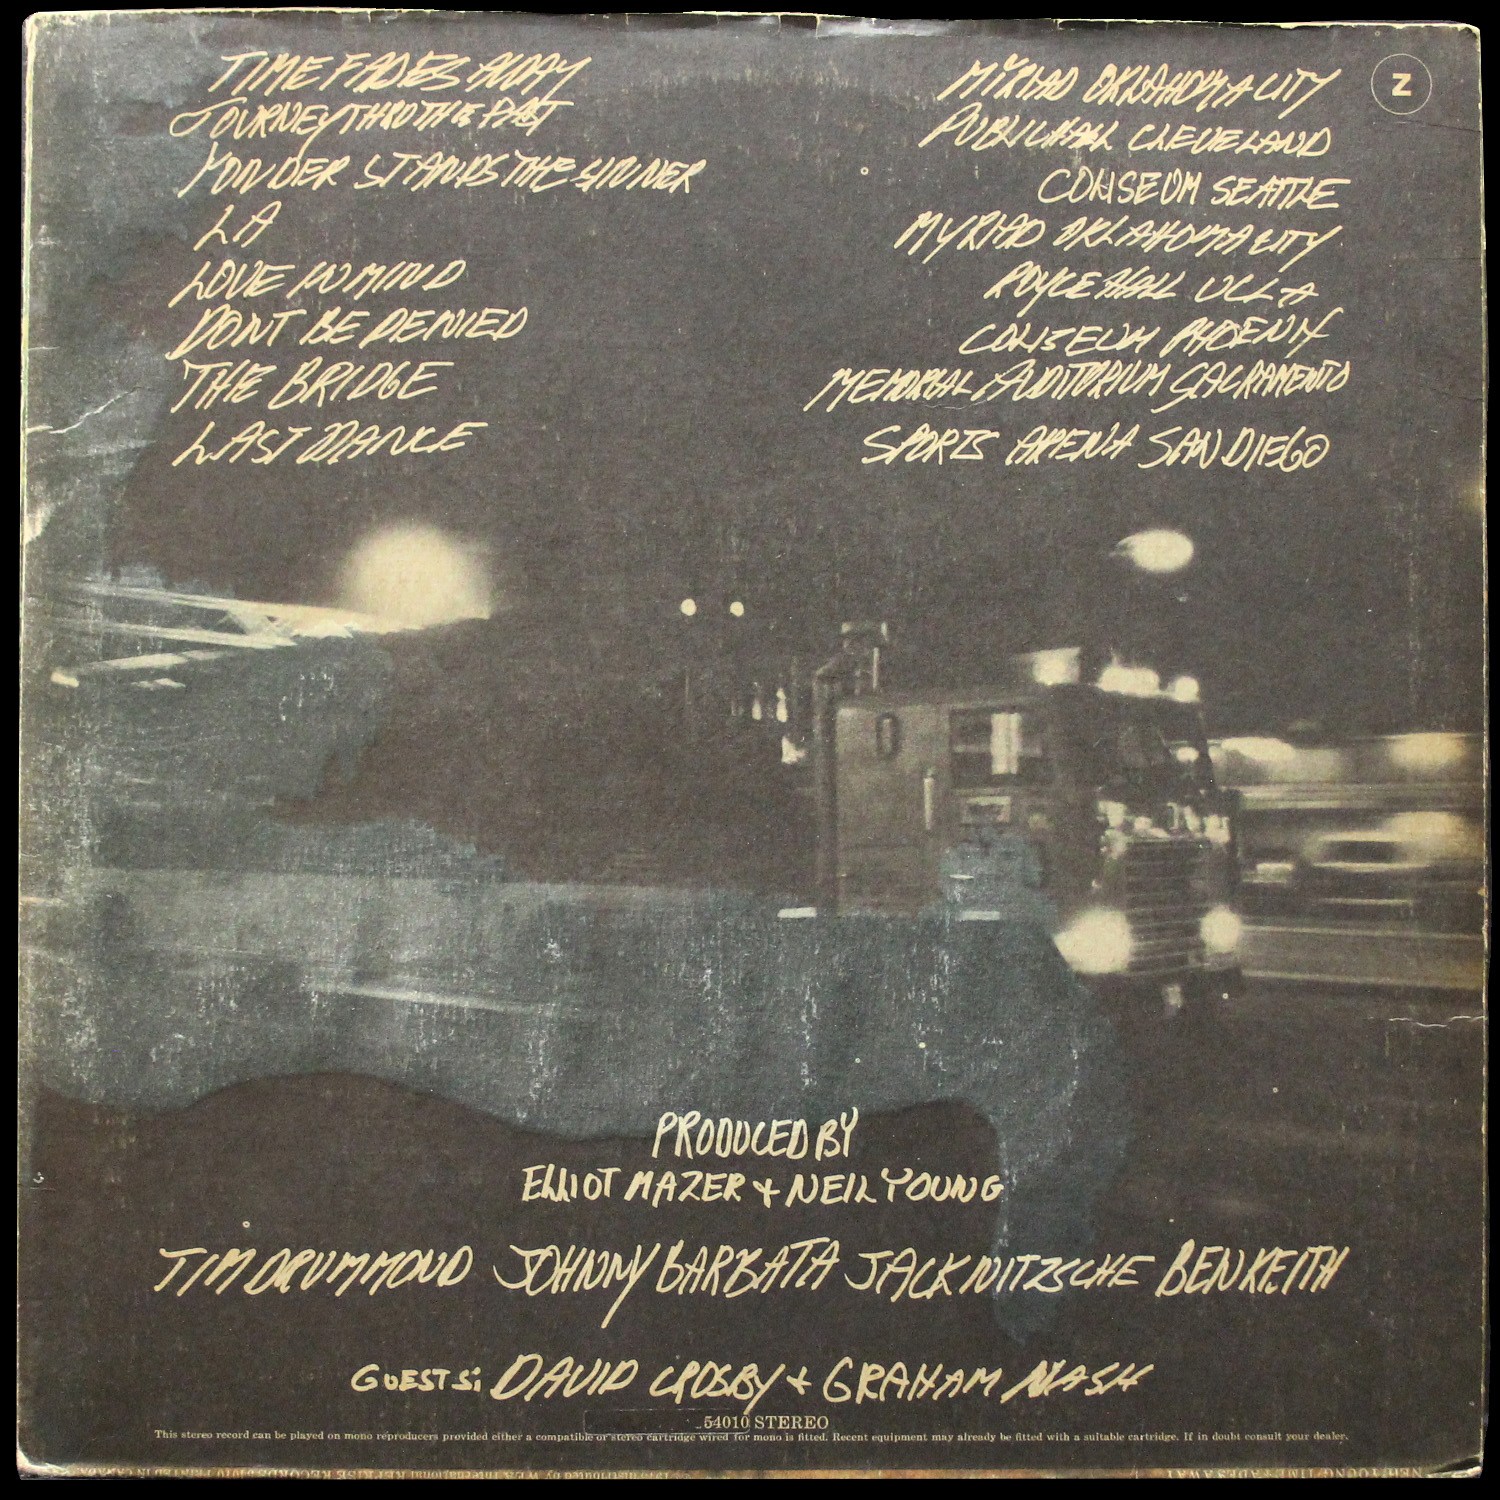 TIME FADES AWAY
MYRIAD OKLAHOMA CITY
Z
JOURNEY THRO THE PAST
PUBLIC HALL CLEVELAND
YONDER STANDS THE SINNER
COLISEUM SEATTLE
LA
MYRIAD OKLAHOMA CITY
LOVE IN MIND
ROYCE HALL UCLA
DONT BE DENIED
COLISEUM PHOENIX
THE BRIDGE
MEMORIAL AUDITORIUM SACRAMENTO
LAST DANCE
SPORTS ARENA SAN DIEGO
PRODUCED BY
ELLIOT MAZER + NEIL YOUNG
TIM DRUMMOND JOHNNY BARBATA JACK NITZSCHE BEN KEITH
GUESTS: DAVID CROSBY + GRAHAM NASH
54010 STEREO
This stereo record can be played on mono reproducers provided either a compatible or stereo cartridge wired for mono is fitted. Recent equipment may already be fitted with a suitable cartridge. If in doubt consult your dealer.